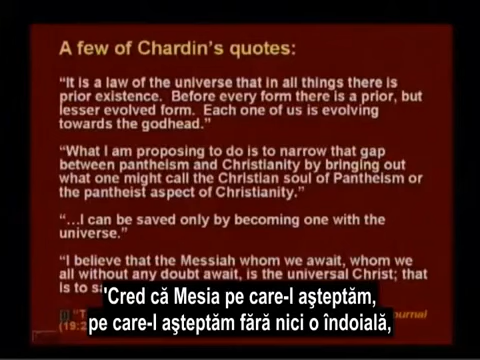 A few of Chardin's quotes:
"It is a law of the universe that in all things there is
prior existence. Before every form there is a prior, but
lesser evolved form. Each one of us is evolving
towards the godhead."
"What I am proposing to do is to narrow that gap
between pantheism and Christianity by bringing out
what one might call the Christian soul of Pantheism or
the pantheist aspect of Christianity."
"…I can be saved only by becoming one with the
universe."
"I believe that the Messiah whom we await, whom we
all without any doubt await, is the universal Christ; that
is to
'Cred că Mesia pe care-l aşteptăm,
pe care-l aşteptăm fără nici o îndoială,